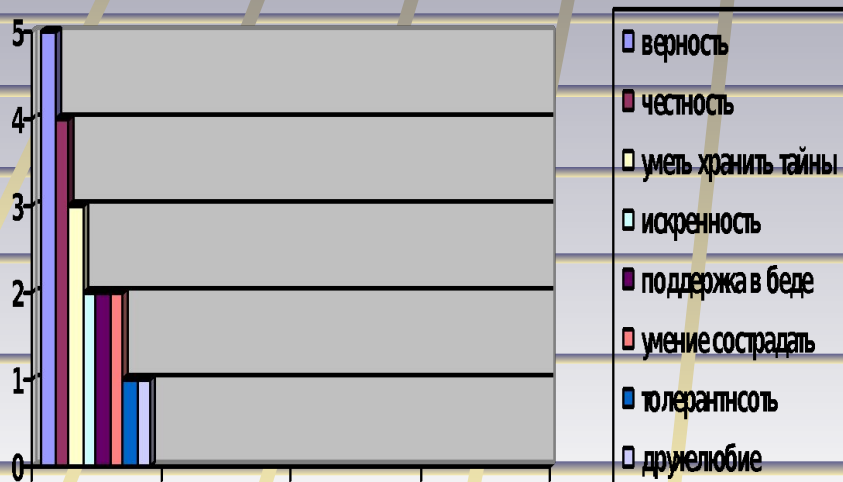 5
4
3
2
1
0
верность
честность
уметь хранить тайны
искренность
поддержка в беде
умение сострадать
толерантнсоть
дружелюбие